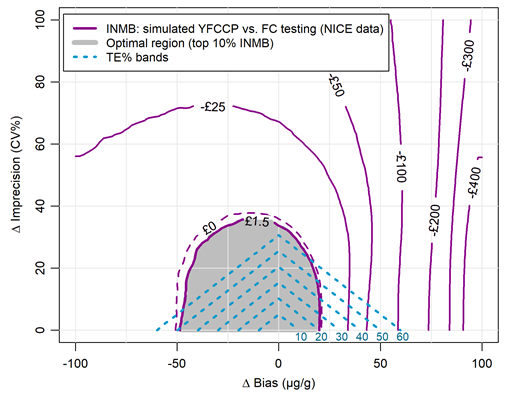 INMB: simulated YFCCP vs. FC testing (NICE data)
Optimal region (top 10% INMB)
TE% bands
100
80
60
40
20
0
Δ Imprecision (CV%)
-£25
-£50
-£100
-£200
-£300
-£400
£0
£1.5
10 20 30 40 50 60
-100 -50 0 50 100
Δ Bias (µg/g)